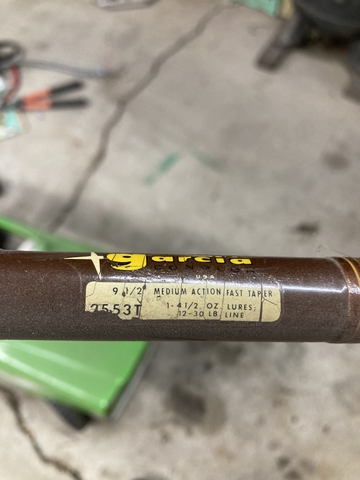 garcia
CONOLON
U.S.A.
9 1/2' MEDIUM ACTION FAST TAPER
2553T 1-4 1/2 OZ. LURES;
12-30 LB LINE